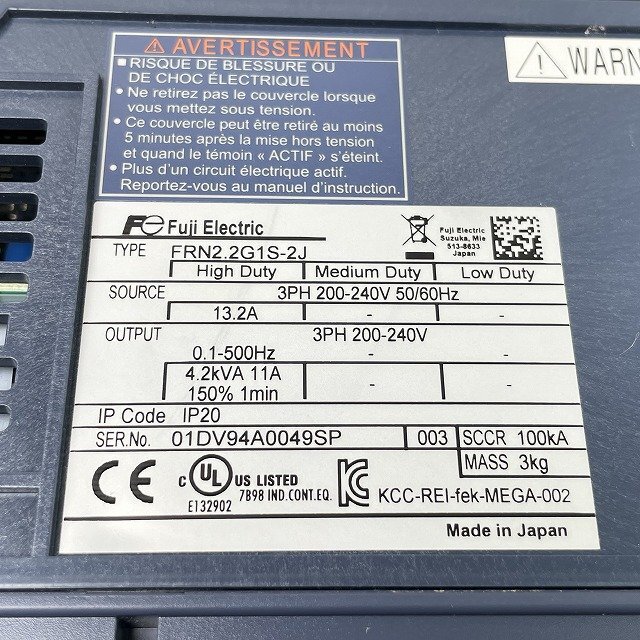 AVERTISSEMENT
WARN
■ RISQUE DE BLESSURE OU
DE CHOC ÉLECTRIQUE
• Ne retirez pas le couvercle lorsque
vous mettez sous tension.
• Ce couvercle peut être retiré au moins
5 minutes après la mise hors tension
et quand le témoin « ACTIF » s'éteint.
• Plus d'un circuit électrique actif.
Reportez-vous au manuel d'instruction.
Fe Fuji Electric
Fuji Electric
Suzuka, Mie
513-8633
Japan
TYPE FRN2.2G1S-2J
High Duty Medium Duty Low Duty
SOURCE 3PH 200-240V 50/60Hz
13.2A - -
OUTPUT 3PH 200-240V
0.1-500Hz - -
4.2kVA 11A
150% 1min - -
IP Code IP20
SER.No. 01DV94A0049SP 003 SCCR 100kA
MASS 3kg
CE c UL US LISTED
7B98 IND.CONT.EQ.
E132902
KCC-REI-fek-MEGA-002
Made in Japan